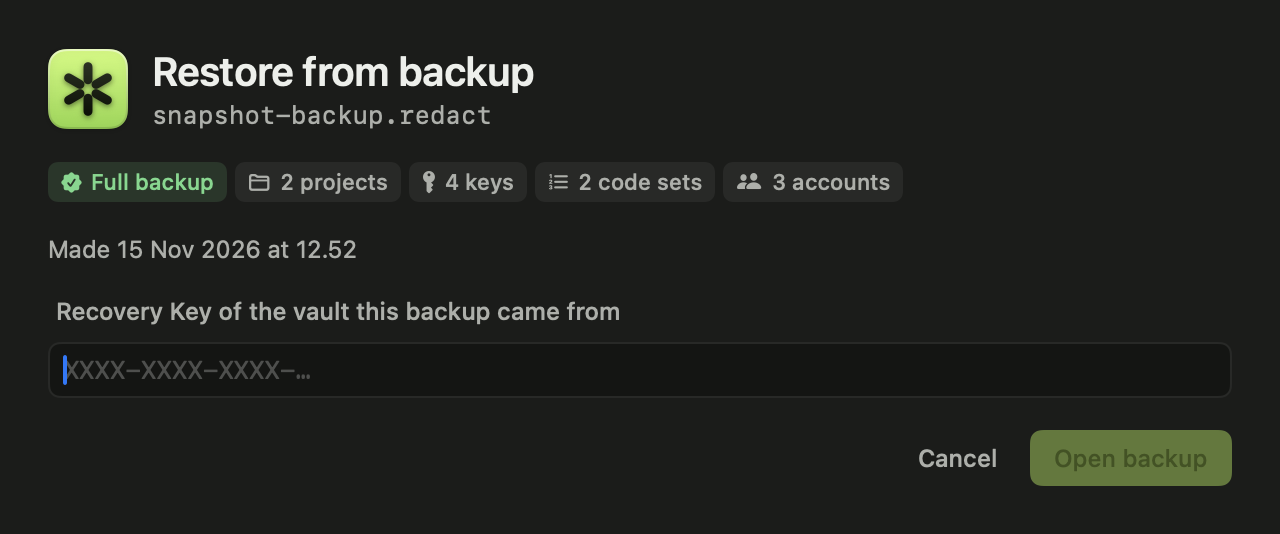 Restore from backup
snapshot-backup.redact
Full backup 2 projects 4 keys 2 code sets 3 accounts
Made 15 Nov 2026 at 12.52
Recovery Key of the vault this backup came from
XXXX-XXXX-XXXX-…
Cancel Open backup